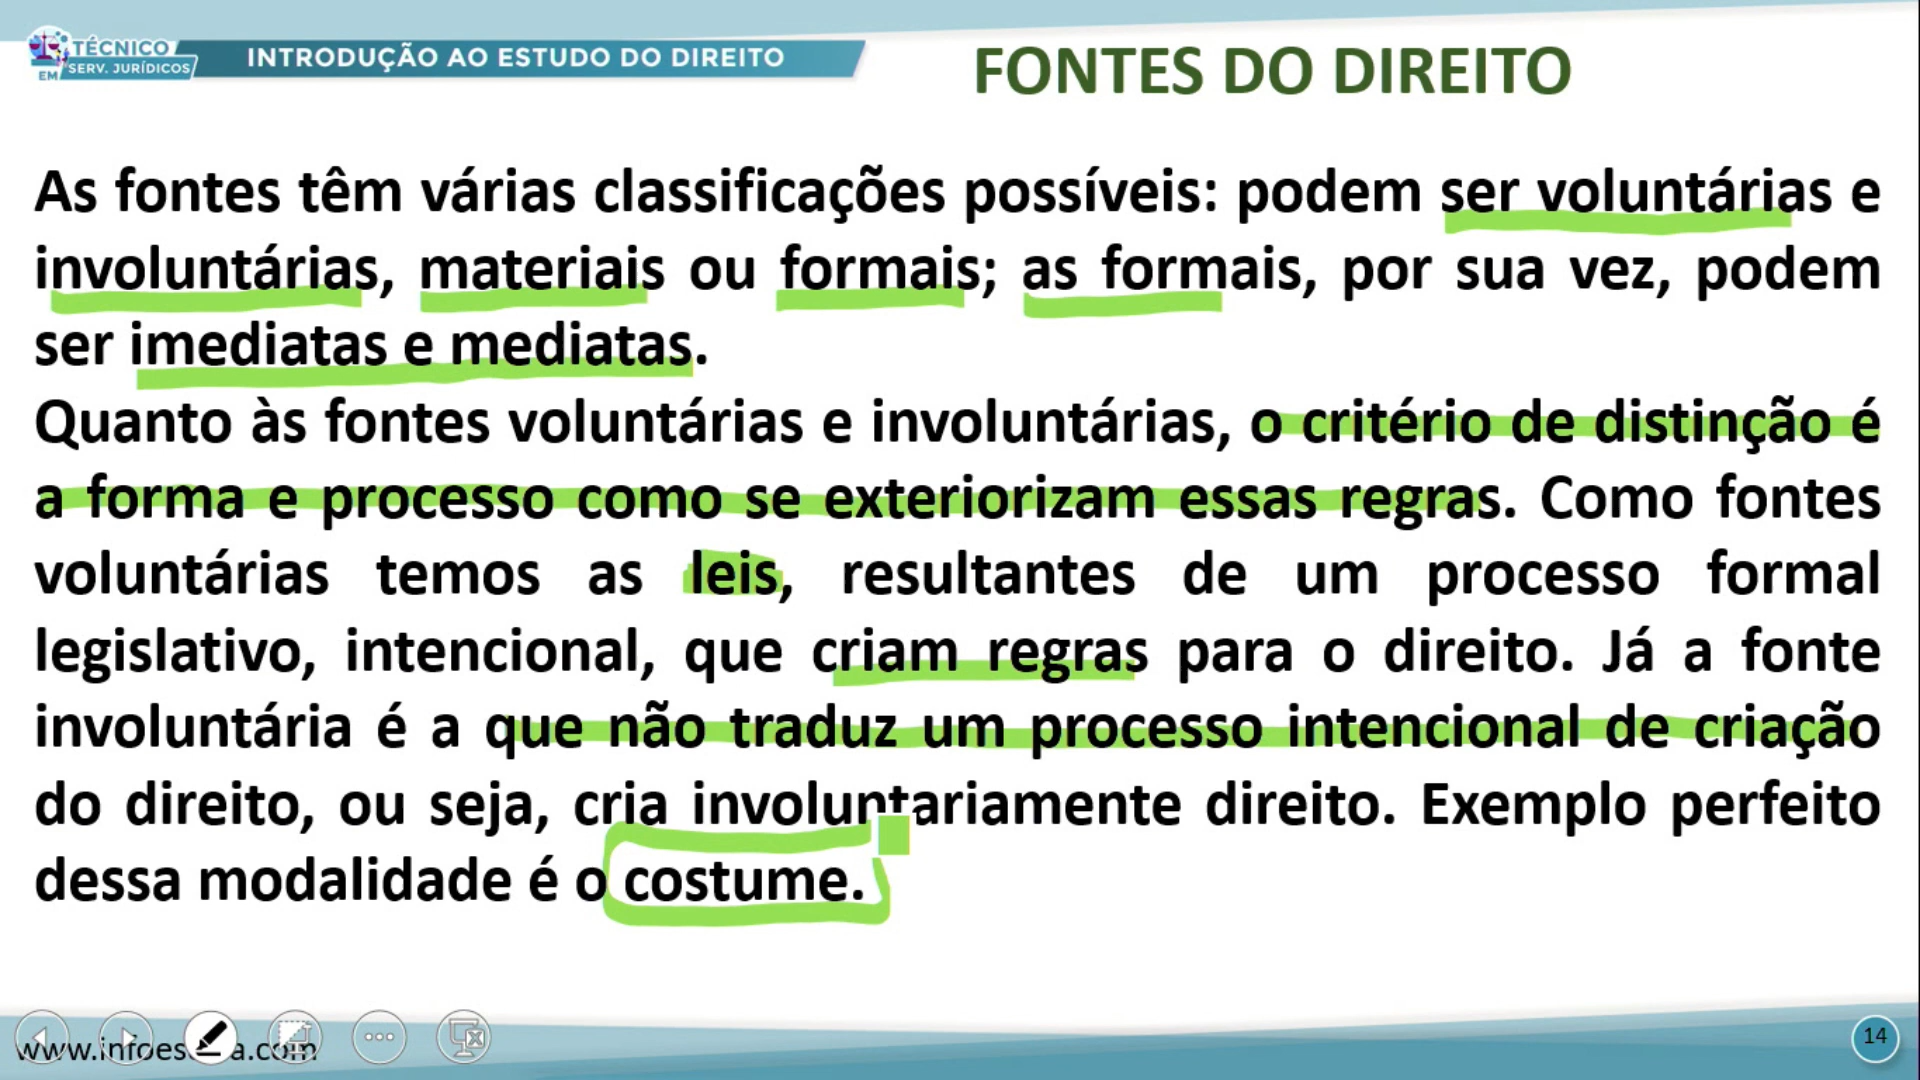 TÉCNICO
EM SERV. JURÍDICOS
INTRODUÇÃO AO ESTUDO DO DIREITO
FONTES DO DIREITO
As fontes têm várias classificações possíveis: podem ser voluntárias e
involuntárias, materiais ou formais; as formais, por sua vez, podem
ser imediatas e mediatas.
Quanto às fontes voluntárias e involuntárias, o critério de distinção é
a forma e processo como se exteriorizam essas regras. Como fontes
voluntárias temos as leis, resultantes de um processo formal
legislativo, intencional, que criam regras para o direito. Já a fonte
involuntária é a que não traduz um processo intencional de criação
do direito, ou seja, cria involuntariamente direito. Exemplo perfeito
dessa modalidade é o costume.
14